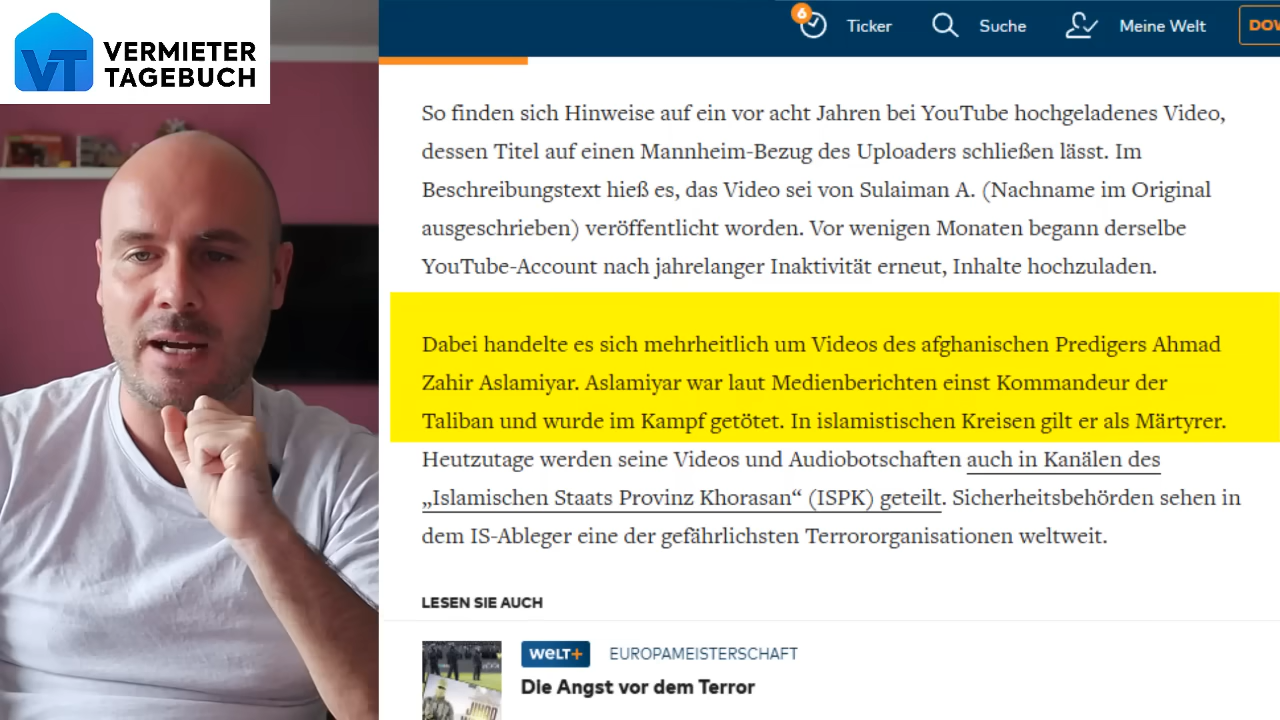 VT VERMIETER
TAGEBUCH
6
Ticker
Suche
Meine Welt
So finden sich Hinweise auf ein vor acht Jahren bei YouTube hochgeladenes Video,
dessen Titel auf einen Mannheim-Bezug des Uploaders schließen lässt. Im
Beschreibungstext hieß es, das Video sei von Sulaiman A. (Nachname im Original
ausgeschrieben) veröffentlicht worden. Vor wenigen Monaten begann derselbe
YouTube-Account nach jahrelanger Inaktivität erneut, Inhalte hochzuladen.
Dabei handelte es sich mehrheitlich um Videos des afghanischen Predigers Ahmad
Zahir Aslamiyar. Aslamiyar war laut Medienberichten einst Kommandeur der
Taliban und wurde im Kampf getötet. In islamistischen Kreisen gilt er als Märtyrer.
Heutzutage werden seine Videos und Audiobotschaften auch in Kanälen des
„Islamischen Staats Provinz Khorasan“ (ISPK) geteilt. Sicherheitsbehörden sehen in
dem IS-Ableger eine der gefährlichsten Terrororganisationen weltweit.
LESEN SIE AUCH
WELT+ EUROPAMEISTERSCHAFT
Die Angst vor dem Terror